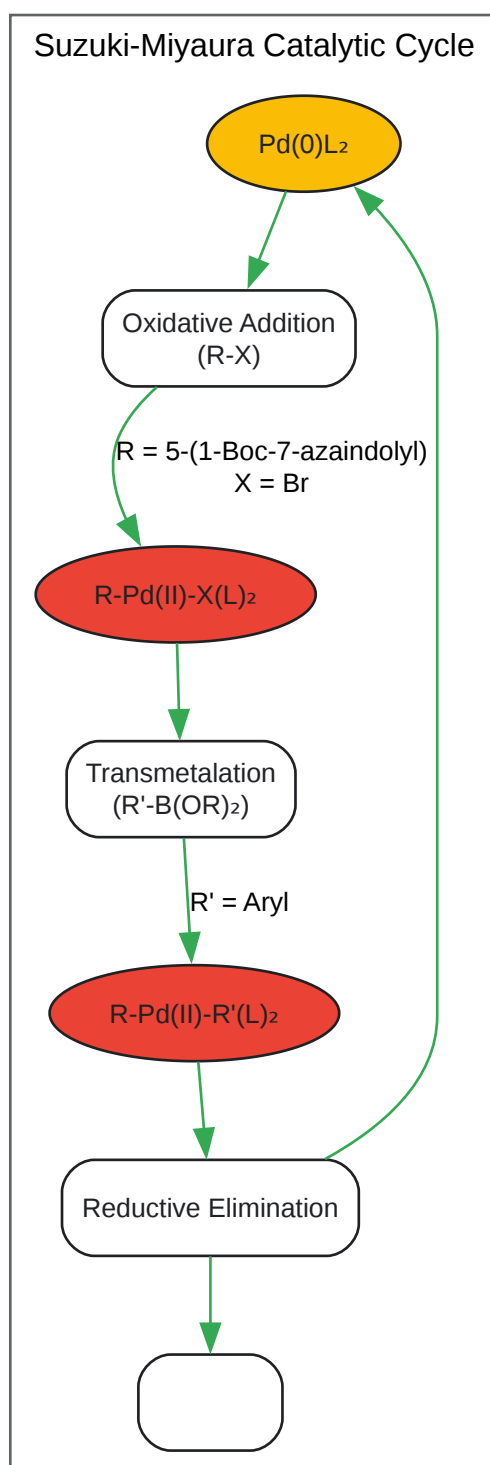 Suzuki-Miyaura Catalytic Cycle
Pd(0)L₂
Oxidative Addition
(R-X)
R = 5-(1-Boc-7-azaindolyl)
X = Br
R-Pd(II)-X(L)₂
Transmetalation
(R'-B(OR)₂)
R' = Aryl
R-Pd(II)-R'(L)₂
Reductive Elimination